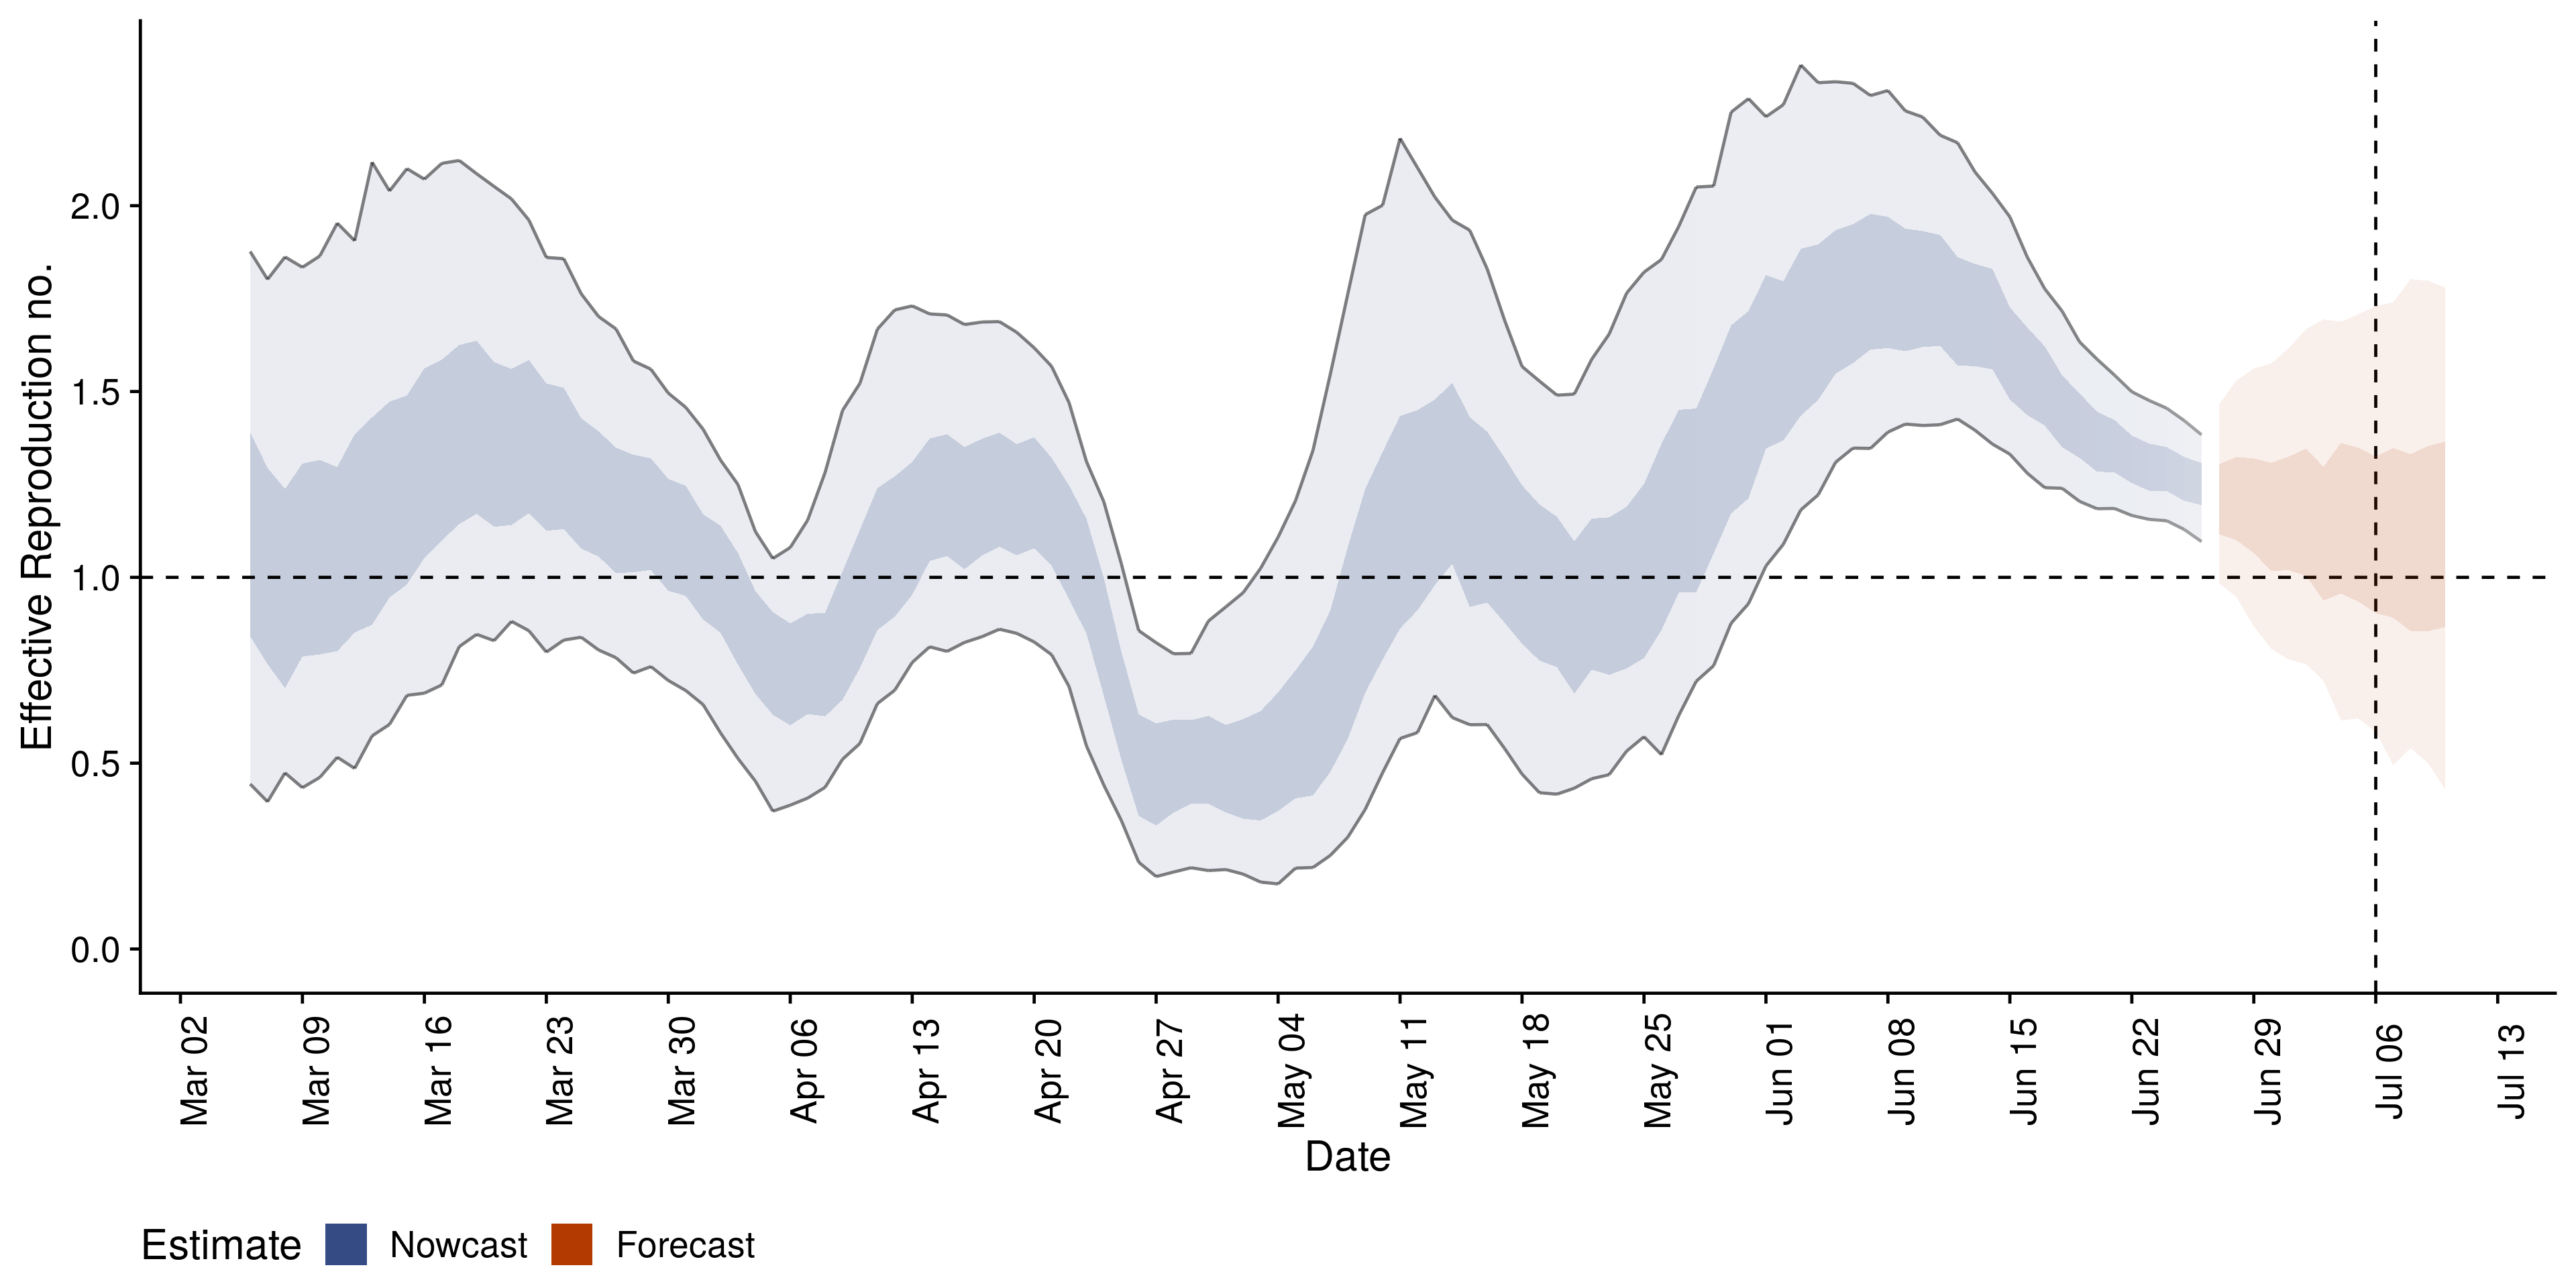 Effective Reproduction no.
2.0
1.5
1.0
0.5
0.0
Mar 02
Mar 09
Mar 16
Mar 23
Mar 30
Apr 06
Apr 13
Apr 20
Apr 27
May 04
May 11
May 18
May 25
Jun 01
Jun 08
Jun 15
Jun 22
Jun 29
Jul 06
Jul 13
Date
Estimate Nowcast Forecast